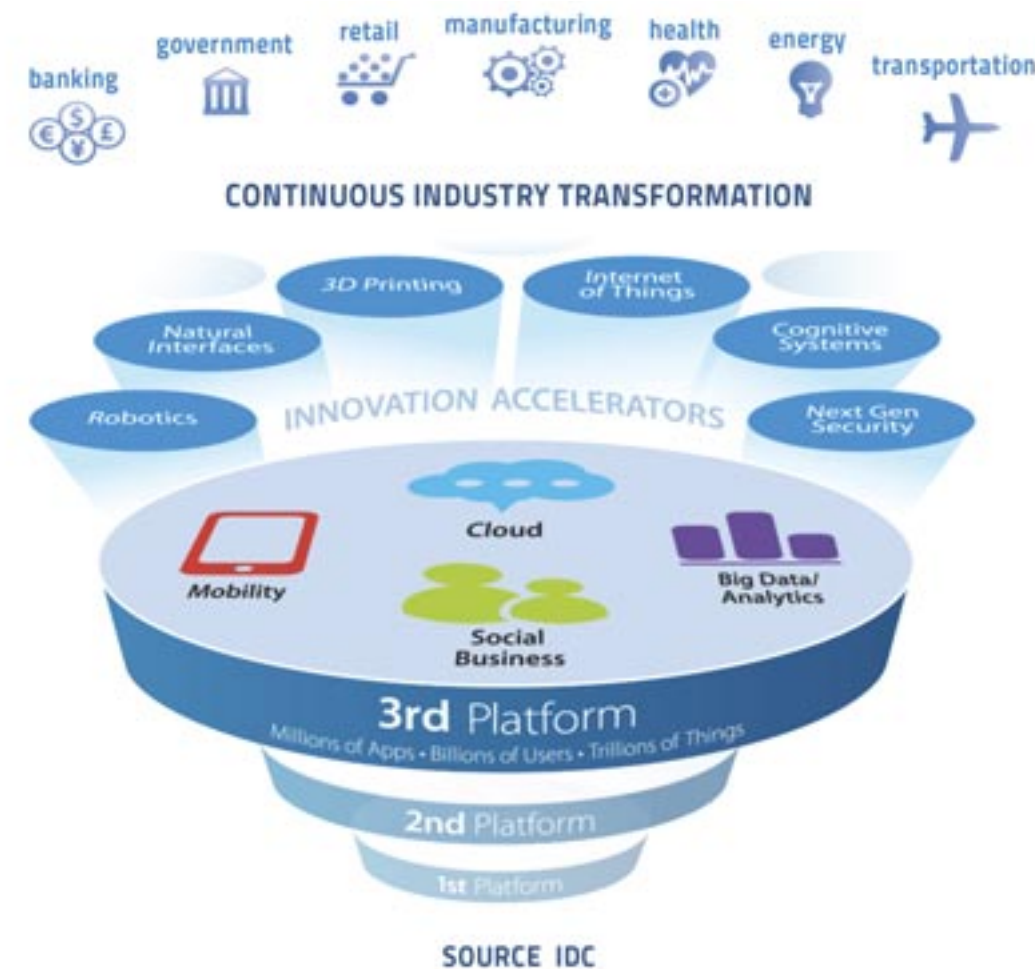 banking
government
retail
manufacturing
health
energy
transportation
€ $ ¥ £
CONTINUOUS INDUSTRY TRANSFORMATION
Robotics
Natural
Interfaces
3D Printing
Internet
of Things
Cognitive
Systems
Next Gen
Security
INNOVATION ACCELERATORS
Mobility
Cloud
Social
Business
Big Data/
Analytics
3rd Platform
Millions of Apps • Billions of Users • Trillions of Things
2nd Platform
1st Platform
SOURCE IDC